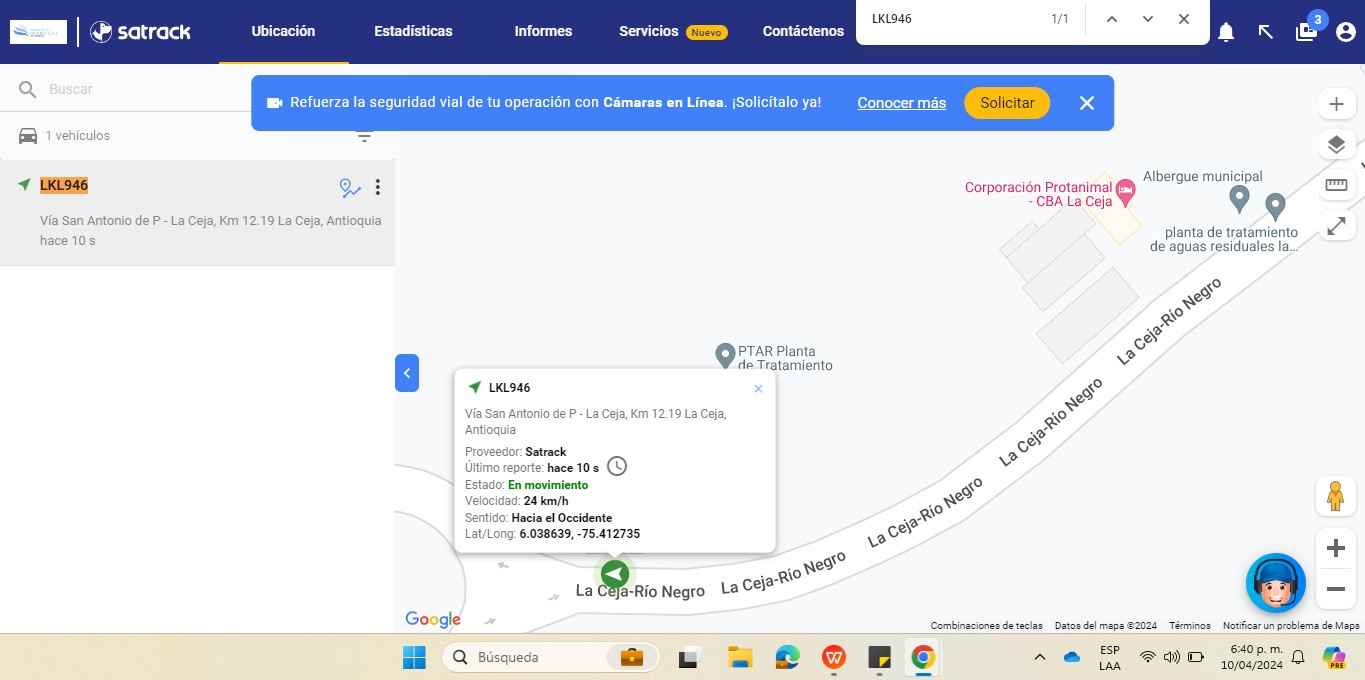 satrack
Ubicación
Estadísticas
Informes
Servicios Nuevo
Contáctenos
LKL946
1/1
3
Buscar
Refuerza la seguridad vial de tu operación con Cámaras en Línea. ¡Solicítalo ya!
Conocer más
Solicitar
1 vehículos
LKL946
Vía San Antonio de P - La Ceja, Km 12.19 La Ceja, Antioquia
hace 10 s
Corporación Protanimal
- CBA La Ceja
Albergue municipal
planta de tratamiento
de aguas residuales la...
La Ceja-Río Negro
La Ceja-Río Negro
La Ceja-Río Negro
La Ceja-Río Negro
La Ceja-Río Negro
PTAR Planta
de Tratamiento
LKL946
Vía San Antonio de P - La Ceja, Km 12.19 La Ceja,
Antioquia
Proveedor: Satrack
Último reporte: hace 10 s
Estado: En movimiento
Velocidad: 24 km/h
Sentido: Hacia el Occidente
Lat/Long: 6.038639, -75.412735
Google
Combinaciones de teclas
Datos del mapa ©2024
Términos
Notificar un problema de Maps
Búsqueda
ESP
LAA
6:40 p. m.
10/04/2024
PRE